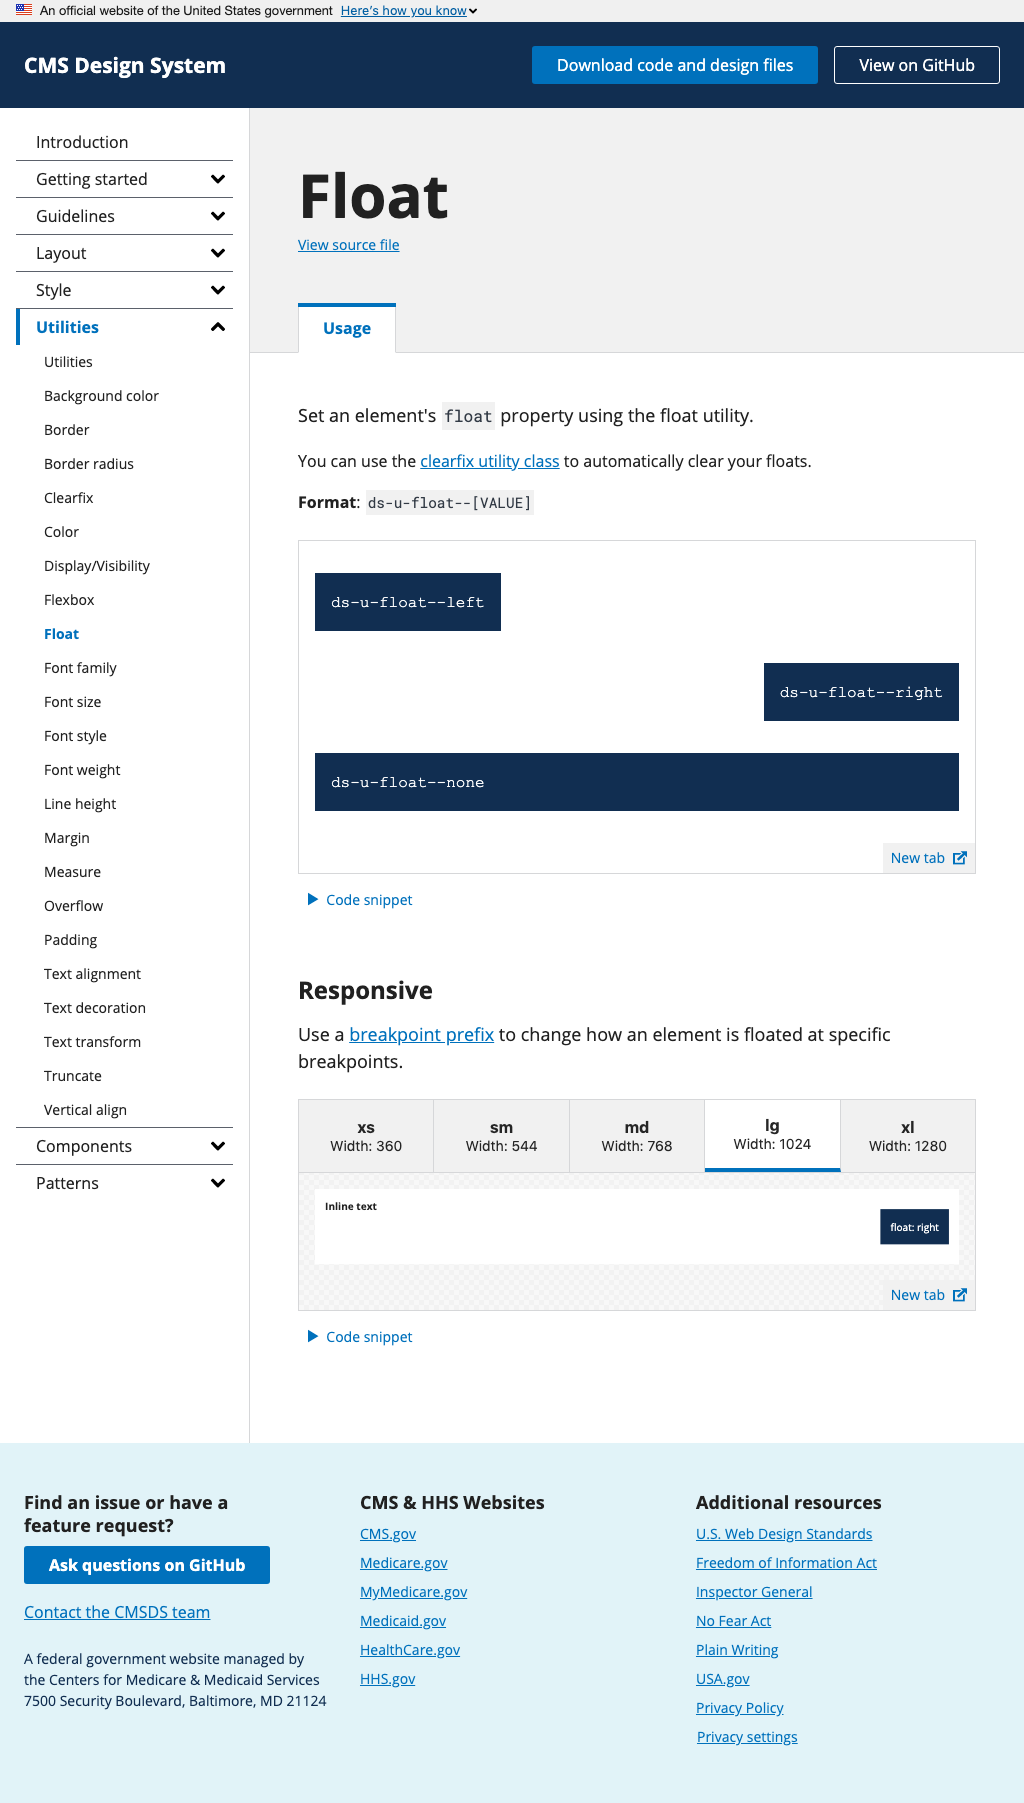 An official website of the United States government Here's how you know
CMS Design System
Download code and design files
View on GitHub
Introduction
Getting started
Guidelines
Layout
Style
Utilities
Utilities
Background color
Border
Border radius
Clearfix
Color
Display/Visibility
Flexbox
Float
Font family
Font size
Font style
Font weight
Line height
Margin
Measure
Overflow
Padding
Text alignment
Text decoration
Text transform
Truncate
Vertical align
Components
Patterns
Float
View source file
Usage
Set an element's float property using the float utility.
You can use the clearfix utility class to automatically clear your floats.
Format: ds-u-float--[VALUE]
ds-u-float--left
ds-u-float--right
ds-u-float--none
New tab
Code snippet
Responsive
Use a breakpoint prefix to change how an element is floated at specific
breakpoints.
xs
Width: 360
sm
Width: 544
md
Width: 768
lg
Width: 1024
xl
Width: 1280
Inline text
float: right
New tab
Code snippet
Find an issue or have a
feature request?
Ask questions on GitHub
Contact the CMSDS team
A federal government website managed by
the Centers for Medicare & Medicaid Services
7500 Security Boulevard, Baltimore, MD 21124
CMS & HHS Websites
CMS.gov
Medicare.gov
MyMedicare.gov
Medicaid.gov
HealthCare.gov
HHS.gov
Additional resources
U.S. Web Design Standards
Freedom of Information Act
Inspector General
No Fear Act
Plain Writing
USA.gov
Privacy Policy
Privacy settings